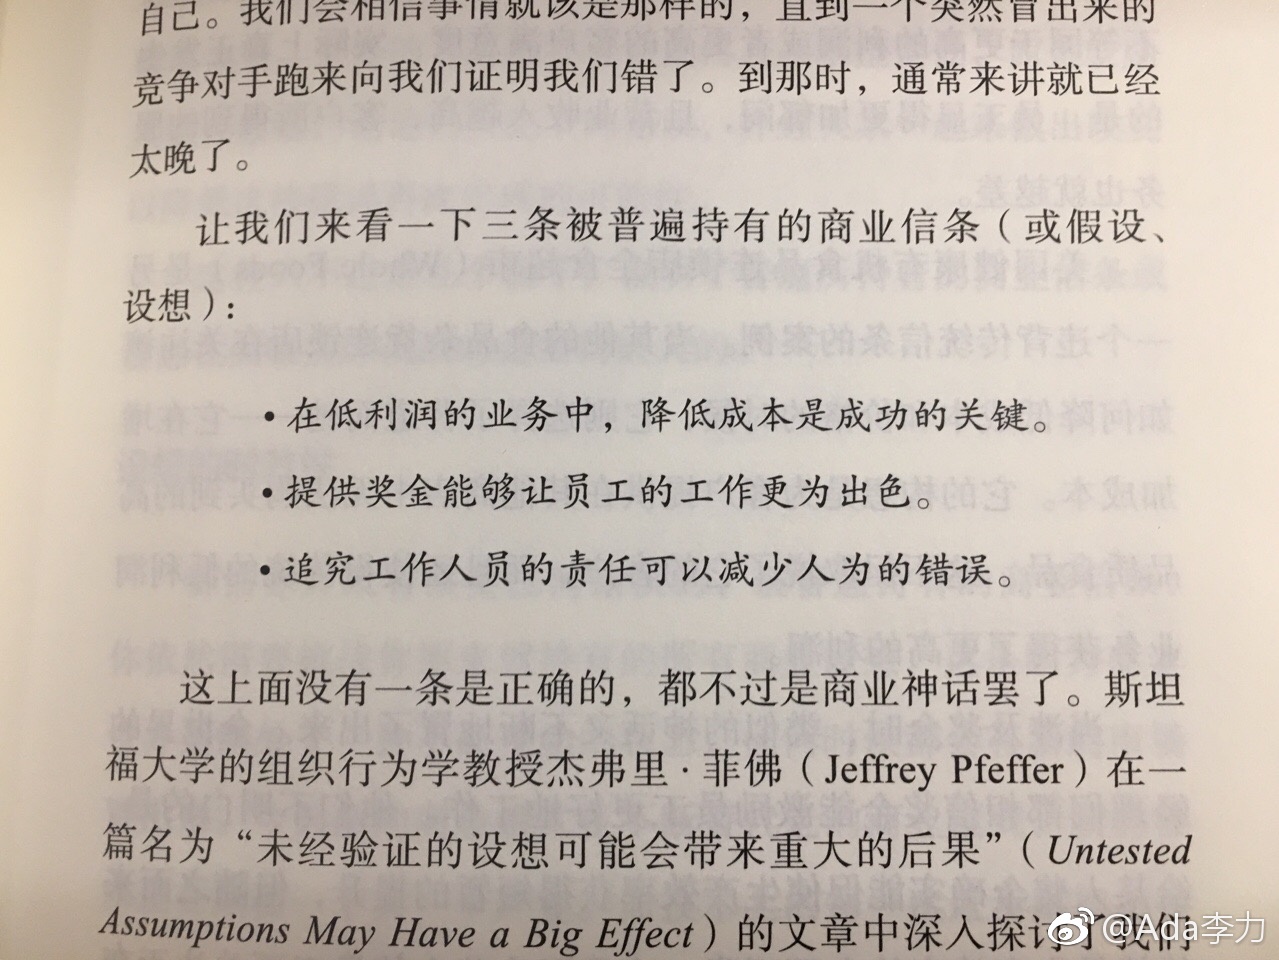 自己。我们会相信事情就该是那样的，直到一个突然冒出来的
竞争对手跑来向我们证明我们错了。到那时，通常来讲就已经
太晚了。
让我们来看一下三条被普遍持有的商业信条（或假设、
设想）：
• 在低利润的业务中，降低成本是成功的关键。
• 提供奖金能够让员工的工作更为出色。
• 追究工作人员的责任可以减少人为的错误。
这上面没有一条是正确的，都不过是商业神话罢了。斯坦
福大学的组织行为学教授杰弗里·菲佛（Jeffrey Pfeffer）在一
篇名为“未经验证的设想可能会带来重大的后果”（Untested
Assumptions May Have a Big Effect）的文章中深入探讨了我们
@Ada李力